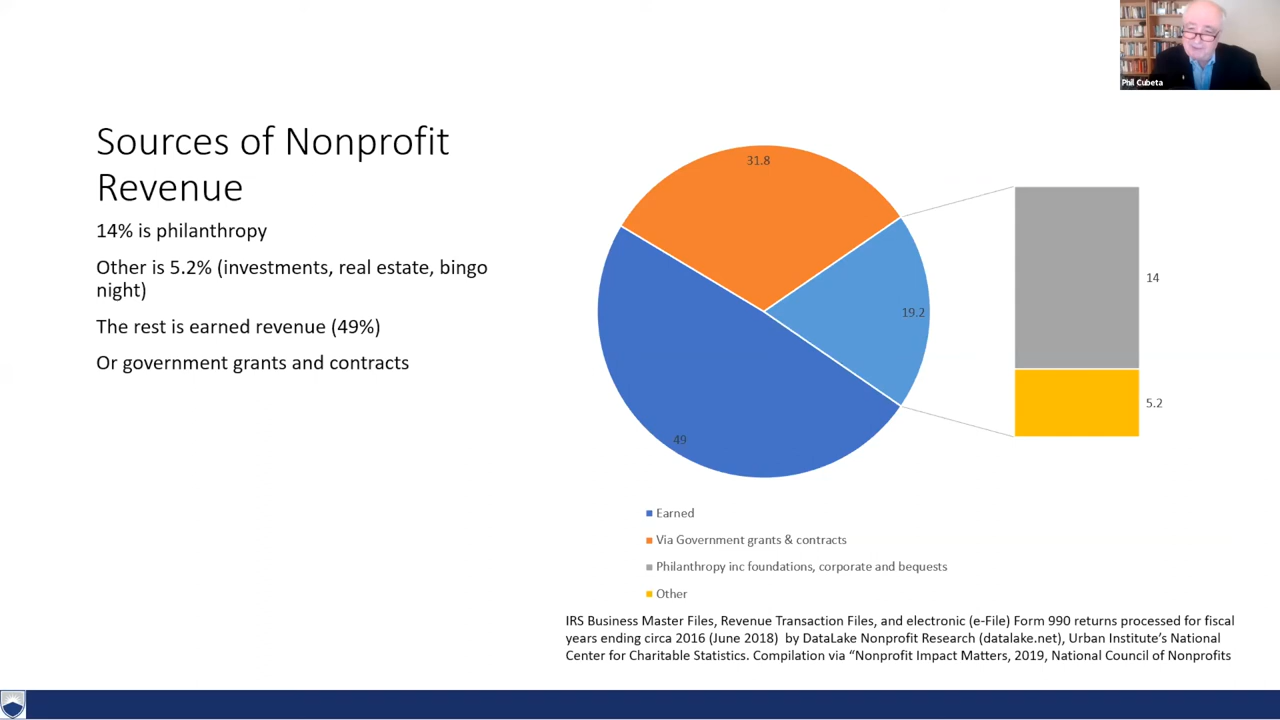 Phil Cubeta
Sources of Nonprofit
Revenue
14% is philanthropy
Other is 5.2% (investments, real estate, bingo
night)
The rest is earned revenue (49%)
Or government grants and contracts
31.8
19.2
49
14
5.2
Earned
Via Government grants & contracts
Philanthropy inc foundations, corporate and bequests
Other
IRS Business Master Files, Revenue Transaction Files, and electronic (e-File) Form 990 returns processed for fiscal
years ending circa 2016 (June 2018)  by DataLake Nonprofit Research (datalake.net), Urban Institute’s National
Center for Charitable Statistics. Compilation via “Nonprofit Impact Matters, 2019, National Council of Nonprofits